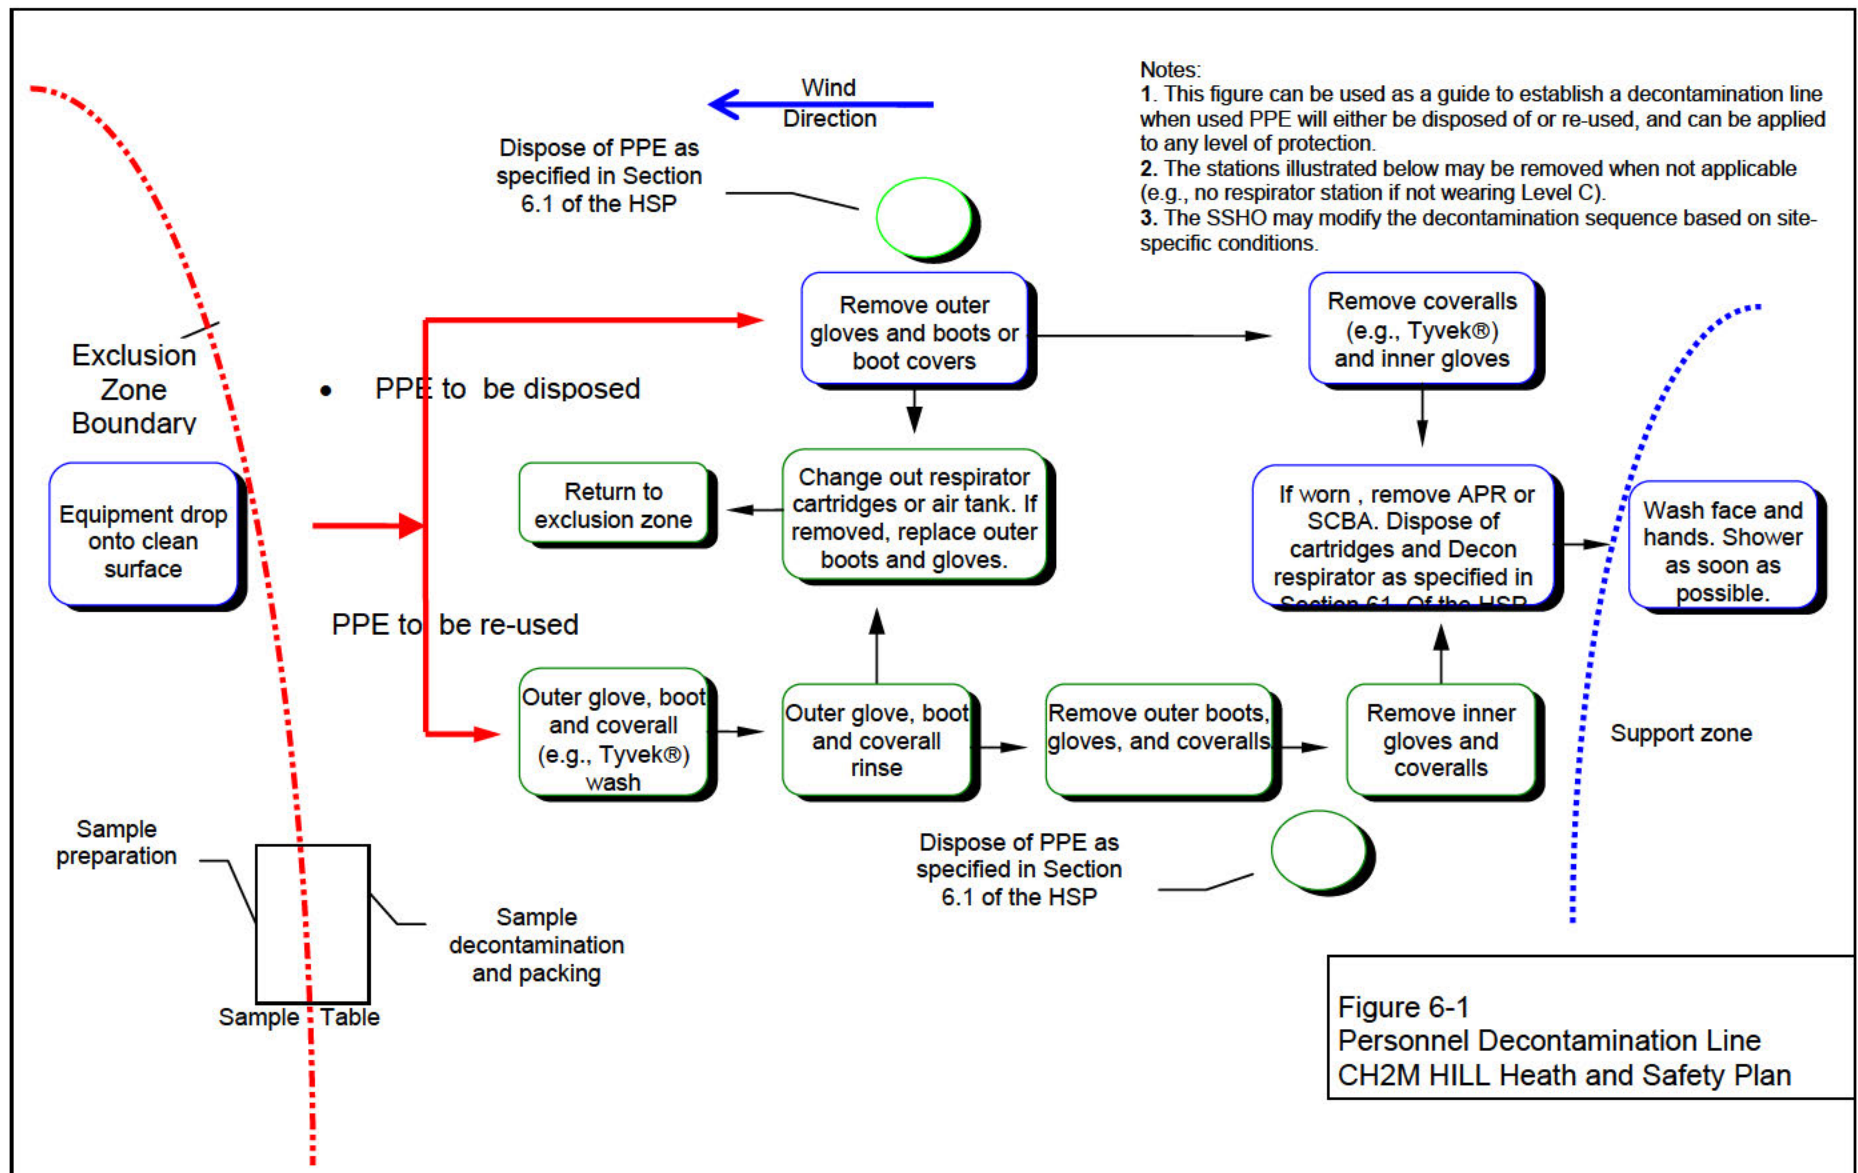 Wind
Direction
Notes:
1. This figure can be used as a guide to establish a decontamination line
when used PPE will either be disposed of or re-used, and can be applied
to any level of protection.
2. The stations illustrated below may be removed when not applicable
(e.g., no respirator station if not wearing Level C).
3. The SSHO may modify the decontamination sequence based on site-
specific conditions.
Dispose of PPE as
specified in Section
6.1 of the HSP
Remove outer
gloves and boots or
boot covers
Remove coveralls
(e.g., Tyvek®)
and inner gloves
Exclusion
Zone
Boundary
• PPE to be disposed
Equipment drop
onto clean
surface
Return to
exclusion zone
Change out respirator
cartridges or air tank. If
removed, replace outer
boots and gloves.
If worn , remove APR or
SCBA. Dispose of
cartridges and Decon
respirator as specified in
Section 61. Of the HSP
Wash face and
hands. Shower
as soon as
possible.
PPE to be re-used
Outer glove, boot
and coverall
(e.g., Tyvek®)
wash
Outer glove, boot
and coverall
rinse
Remove outer boots,
gloves, and coveralls
Remove inner
gloves and
coveralls
Support zone
Sample
preparation
Dispose of PPE as
specified in Section
6.1 of the HSP
Sample
decontamination
and packing
Sample Table
Figure 6-1
Personnel Decontamination Line
CH2M HILL Heath and Safety Plan